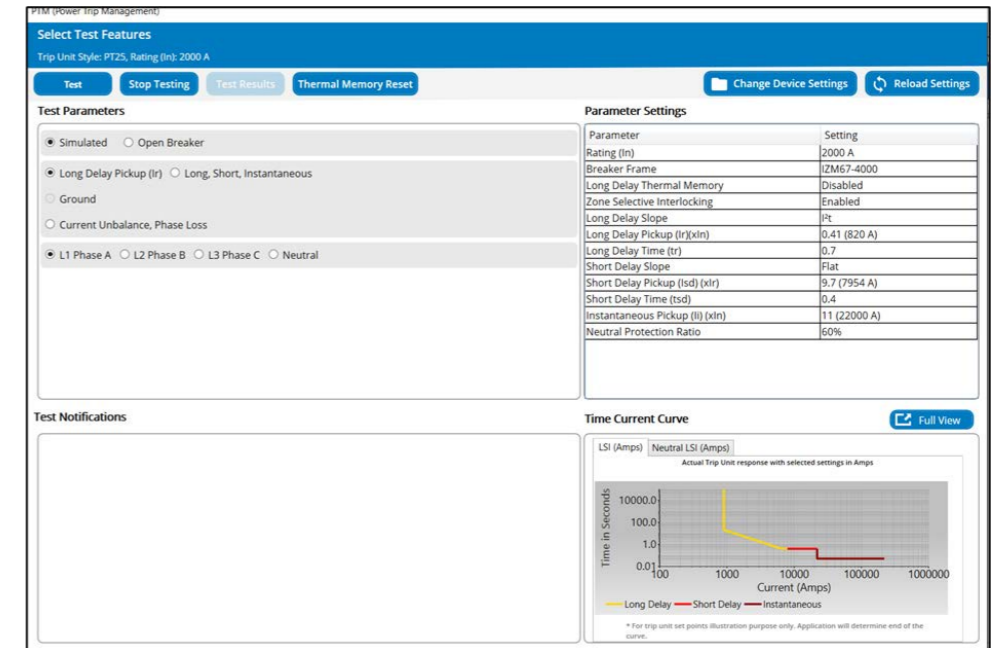 PTM (Power Trip Management)
Select Test Features
Trip Unit Style: PT25, Rating (In): 2000 A
Test Stop Testing Test Results Thermal Memory Reset Change Device Settings Reload Settings
Test Parameters
Simulated Open Breaker
Long Delay Pickup (Ir) Long, Short, Instantaneous
Ground
Current Unbalance, Phase Loss
L1 Phase A L2 Phase B L3 Phase C Neutral
Parameter Settings
Parameter Setting
Rating (In) 2000 A
Breaker Frame IZM67-4000
Long Delay Thermal Memory Disabled
Zone Selective Interlocking Enabled
Long Delay Slope I²t
Long Delay Pickup (Ir)(xIn) 0.41 (820 A)
Long Delay Time (tr) 0.7
Short Delay Slope Flat
Short Delay Pickup (Isd) (xIr) 9.7 (7954 A)
Short Delay Time (tsd) 0.4
Instantaneous Pickup (Ii) (xIn) 11 (22000 A)
Neutral Protection Ratio 60%
Test Notifications
Time Current Curve Full View
LSI (Amps) Neutral LSI (Amps)
Actual Trip Unit response with selected settings in Amps
Time in Seconds
10000.0
100.0
1.0
0.01
100 1000 10000 100000 1000000
Current (Amps)
Long Delay Short Delay Instantaneous
* For trip unit set points illustration purpose only. Application will determine end of the
curve.